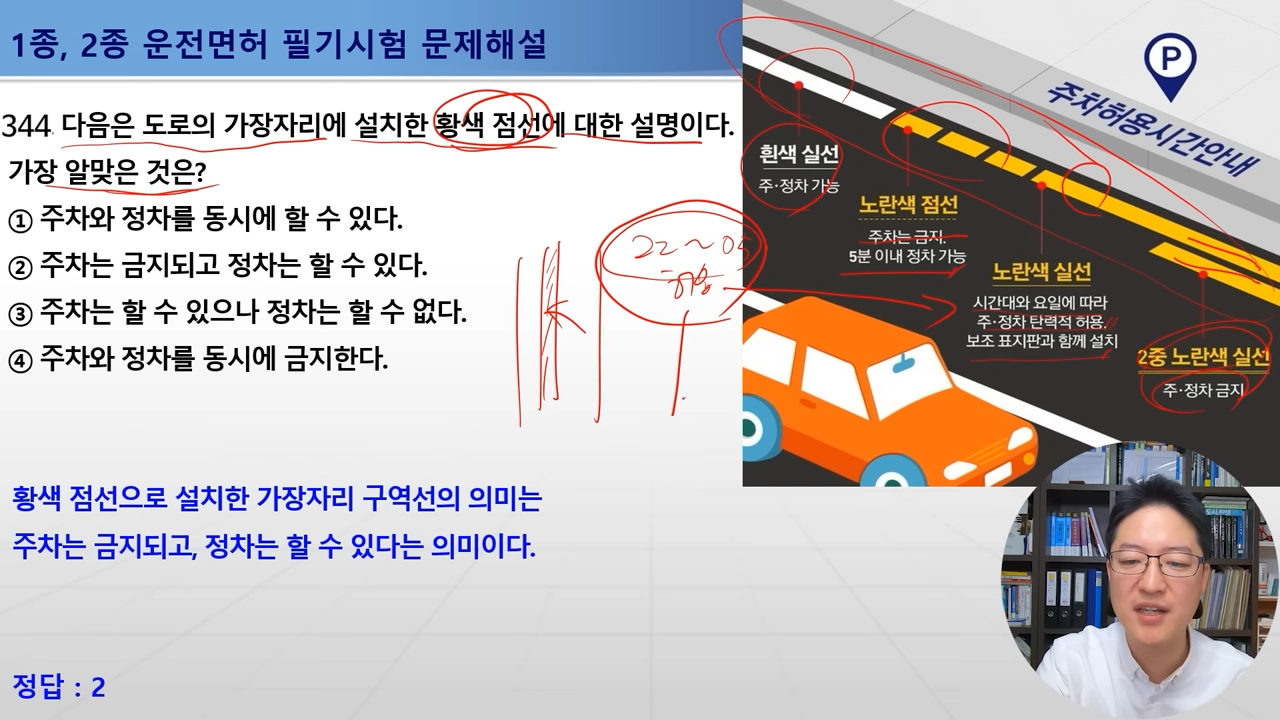 1종, 2종 운전면허 필기시험 문제해설
344. 다음은 도로의 가장자리에 설치한 황색 점선에 대한 설명이다.
가장 알맞은 것은?
① 주차와 정차를 동시에 할 수 있다.
② 주차는 금지되고 정차는 할 수 있다.
③ 주차는 할 수 있으나 정차는 할 수 없다.
④ 주차와 정차를 동시에 금지한다.
22 ~ 05
허용
황색 점선으로 설치한 가장자리 구역선의 의미는
주차는 금지되고, 정차는 할 수 있다는 의미이다.
정답 : 2
P
주차허용시간안내
흰색 실선
주·정차 가능
노란색 점선
주차는 금지.
5분 이내 정차 가능
노란색 실선
시간대와 요일에 따라
주·정차 탄력적 허용.
보조 표지판과 함께 설치
2중 노란색 실선
주·정차 금지